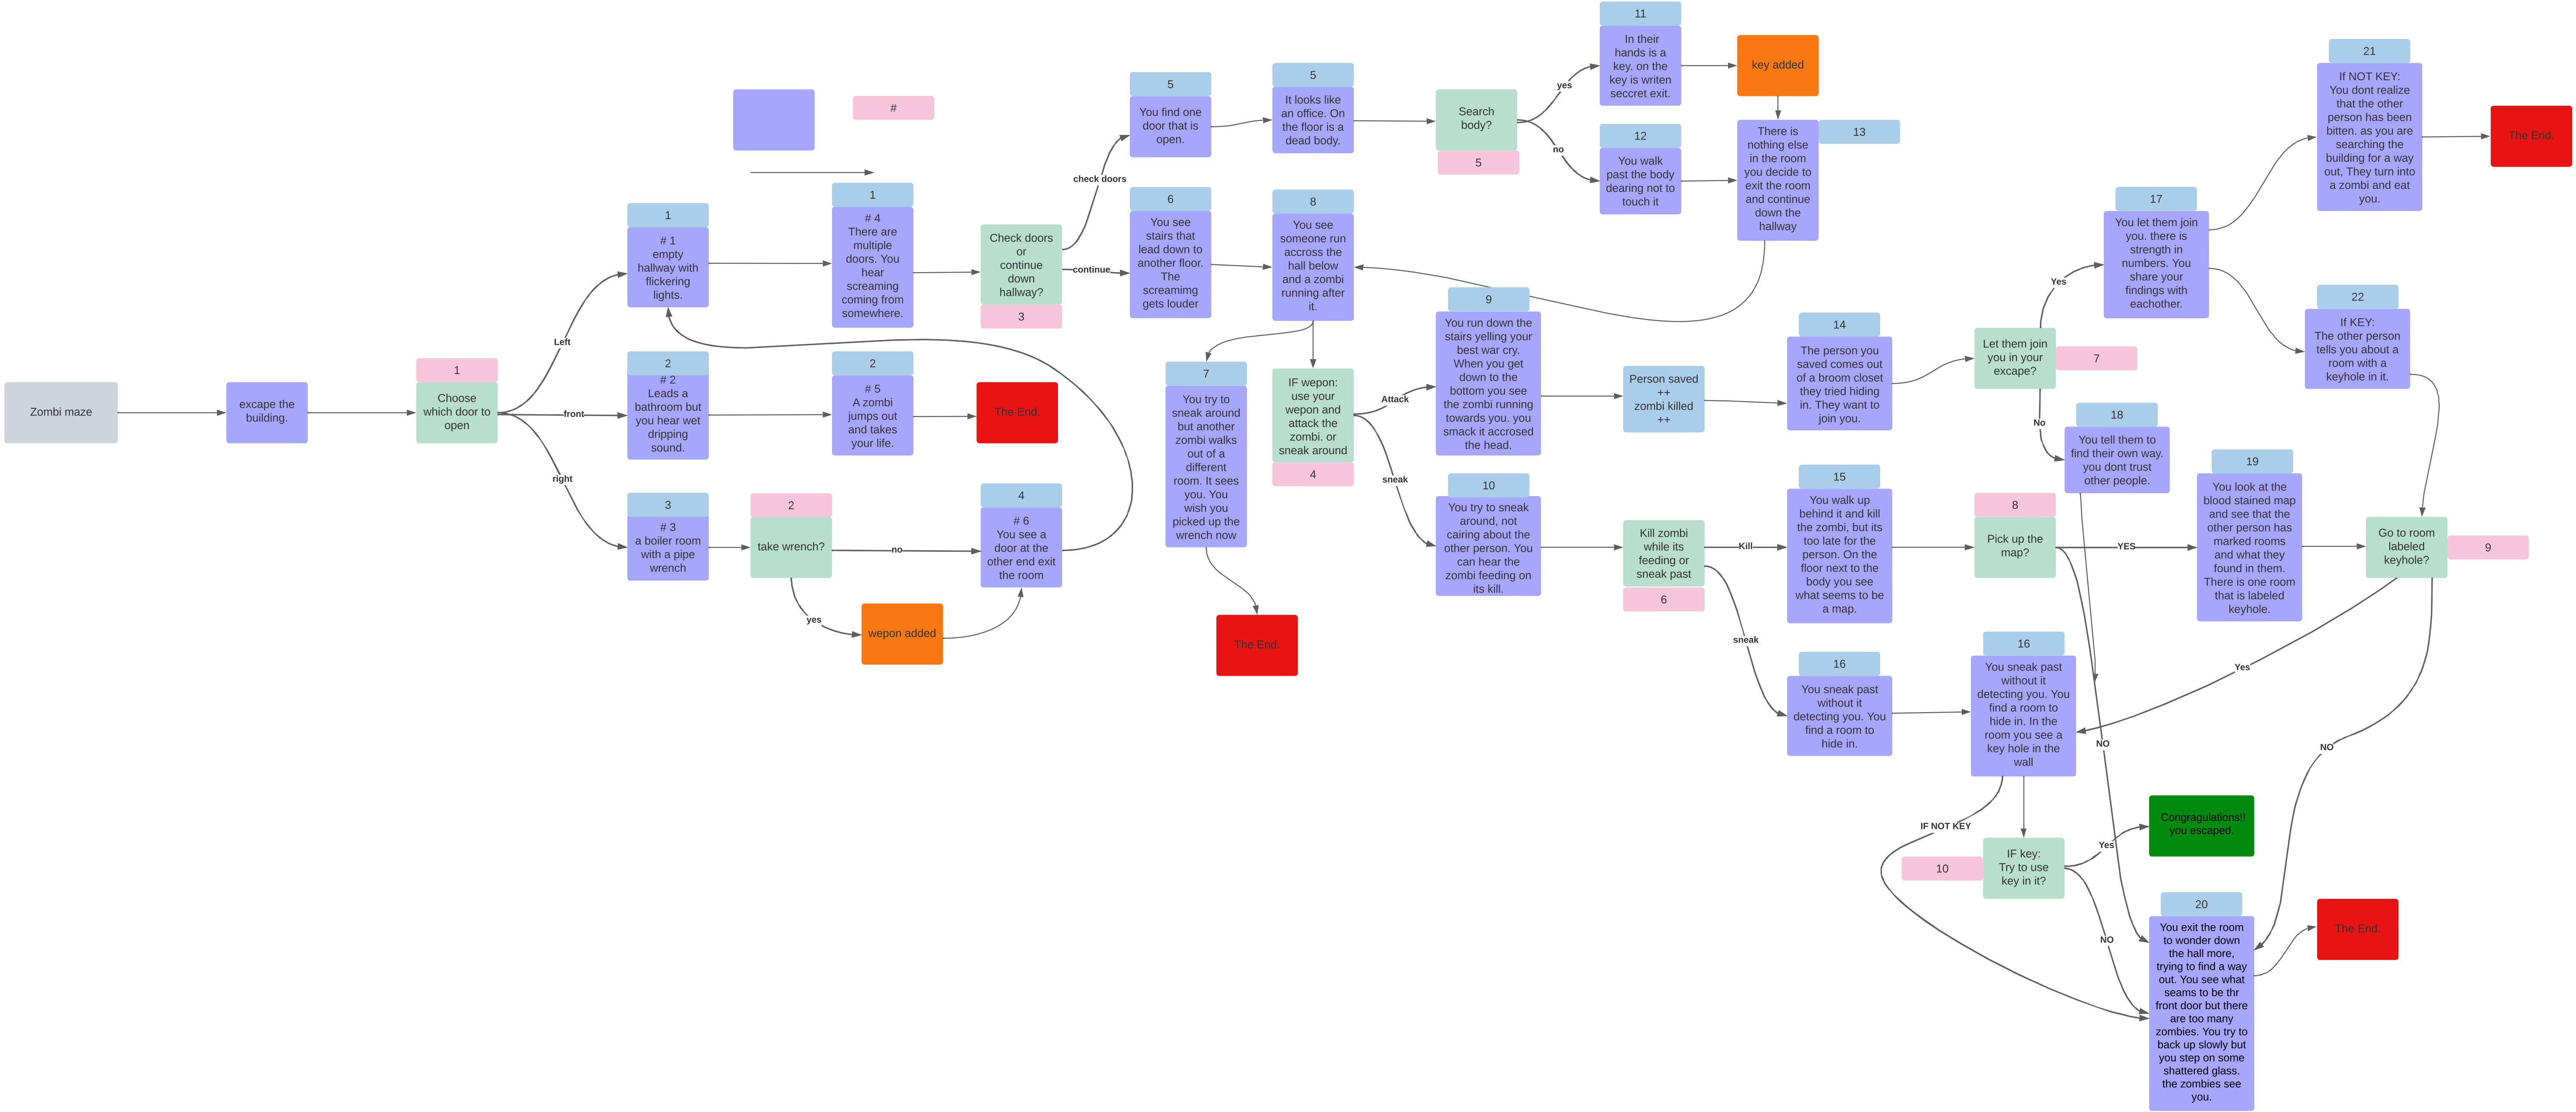 Zombi maze
excape the
building.
1
Choose
which door to
open
Left
front
right
1
# 1
empty
hallway with
flickering
lights.
2
# 2
Leads a
bathroom but
you hear wet
dripping
sound.
3
# 3
a boiler room
with a pipe
wrench
#
1
# 4
There are
multiple
doors. You
hear
screaming
coming from
somewhere.
2
# 5
A zombi
jumps out
and takes
your life.
The End.
2
take wrench?
no
yes
wepon added
4
# 6
You see a
door at the
other end exit
the room
Check doors
or
continue
down
hallway?
3
check doors
continue
5
You find one
door that is
open.
6
You see
stairs that
lead down to
another floor.
The
screamimg
gets louder
5
It looks like
an office. On
the floor is a
dead body.
8
You see
someone run
accross the
hall below
and a zombi
running after
it.
7
You try to
sneak around
but another
zombi walks
out of a
different
room. It sees
you. You
wish you
picked up the
wrench now
The End.
IF wepon:
use your
wepon and
attack the
zombi. or
sneak around
4
Attack
sneak
Search
body?
5
yes
no
11
In their
hands is a
key. on the
key is writen
seccret exit.
12
You walk
past the body
dearing not to
touch it
key added
There is
nothing else
in the room
you decide to
exit the room
and continue
down the
hallway
13
9
You run down the
stairs yelling your
best war cry.
When you get
down to the
bottom you see
the zombi running
towards you. you
smack it accrosed
the head.
10
You try to sneak
around, not
cairing about the
other person. You
can hear the
zombi feeding on
its kill.
Person saved
++
zombi killed
++
Kill zombi
while its
feeding or
sneak past
6
Kill
sneak
14
The person you
saved comes out
of a broom closet
they tried hiding
in. They want to
join you.
15
You walk up
behind it and kill
the zombi, but its
too late for the
person. On the
floor next to the
body you see
what seems to be
a map.
16
You sneak past
without it
detecting you. You
find a room to
hide in.
Let them join
you in your
excape?
7
Yes
No
17
You let them join
you. there is
strength in
numbers. You
share your
findings with
eachother.
18
You tell them to
find their own way.
you dont trust
other people.
8
Pick up the
map?
YES
NO
16
You sneak past
without it
detecting you. You
find a room to
hide in. In the
room you see a
key hole in the
wall
IF NOT KEY
10
IF key:
Try to use
key in it?
Yes
NO
19
You look at the
blood stained map
and see that the
other person has
marked rooms
and what they
found in them.
There is one room
that is labeled
keyhole.
21
If NOT KEY:
You dont realize
that the other
person has been
bitten. as you are
searching the
building for a way
out, They turn into
a zombi and eat
you.
The End.
22
If KEY:
The other person
tells you about a
room with a
keyhole in it.
Go to room
labeled
keyhole?
9
Yes
NO
Congragulations!!
you escaped.
20
You exit the room
to wonder down
the hall more,
trying to find a way
out. You see what
seams to be thr
front door but there
are too many
zombies. You try to
back up slowly but
you step on some
shattered glass.
the zombies see
you.
The End.